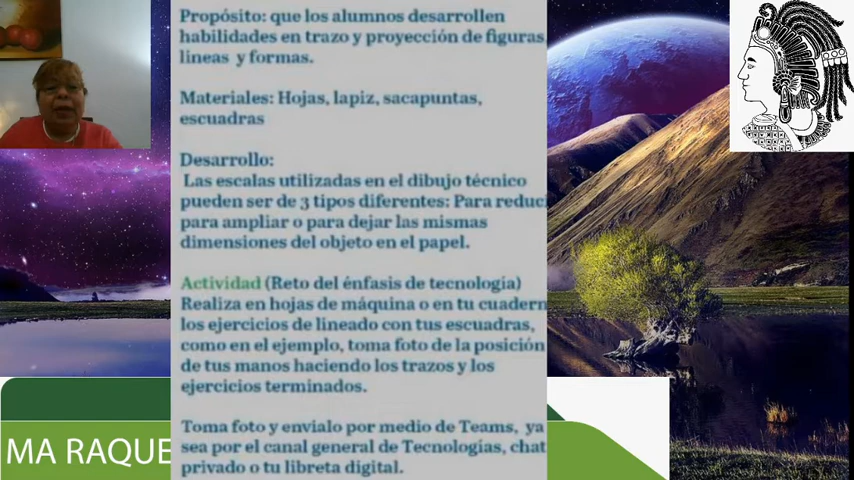 Propósito: que los alumnos desarrollen
habilidades en trazo y proyección de figuras,
líneas y formas.
Materiales: Hojas, lapiz, sacapuntas,
escuadras
Desarrollo:
Las escalas utilizadas en el dibujo técnico
pueden ser de 3 tipos diferentes: Para reduci
para ampliar o para dejar las mismas
dimensiones del objeto en el papel.
Actividad (Reto del énfasis de tecnología)
Realiza en hojas de máquina o en tu cuadern
los ejercicios de lineado con tus escuadras,
como en el ejemplo, toma foto de la posición
de tus manos haciendo los trazos y los
ejercicios terminados.
Toma foto y envialo por medio de Teams, ya
sea por el canal general de Tecnologías, chat
privado o tu libreta digital.
MA RAQUE